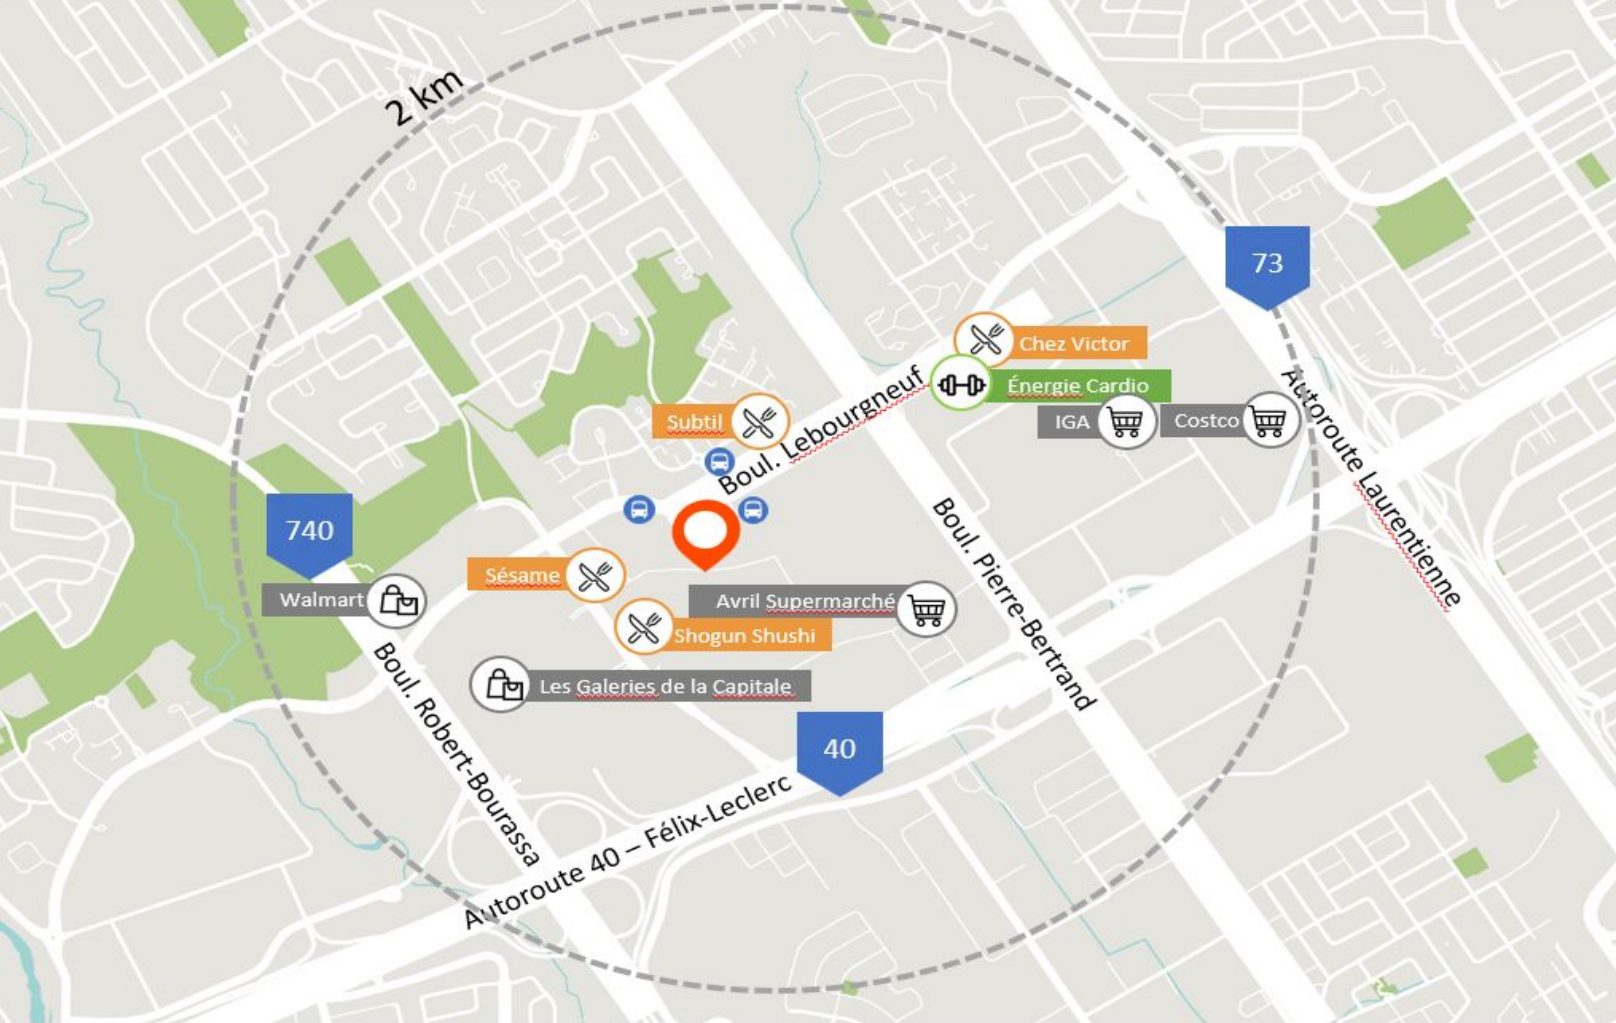 2 km
73
Chez Victor
Énergie Cardio
IGA
Costco
Subtil
Boul. Lebourgneuf
Autoroute Laurentienne
740
Sésame
Walmart
Avril Supermarché
Shogun Shushi
Boul. Pierre-Bertrand
Les Galeries de la Capitale
Boul. Robert-Bourassa
40
Autoroute 40 – Félix-Leclerc